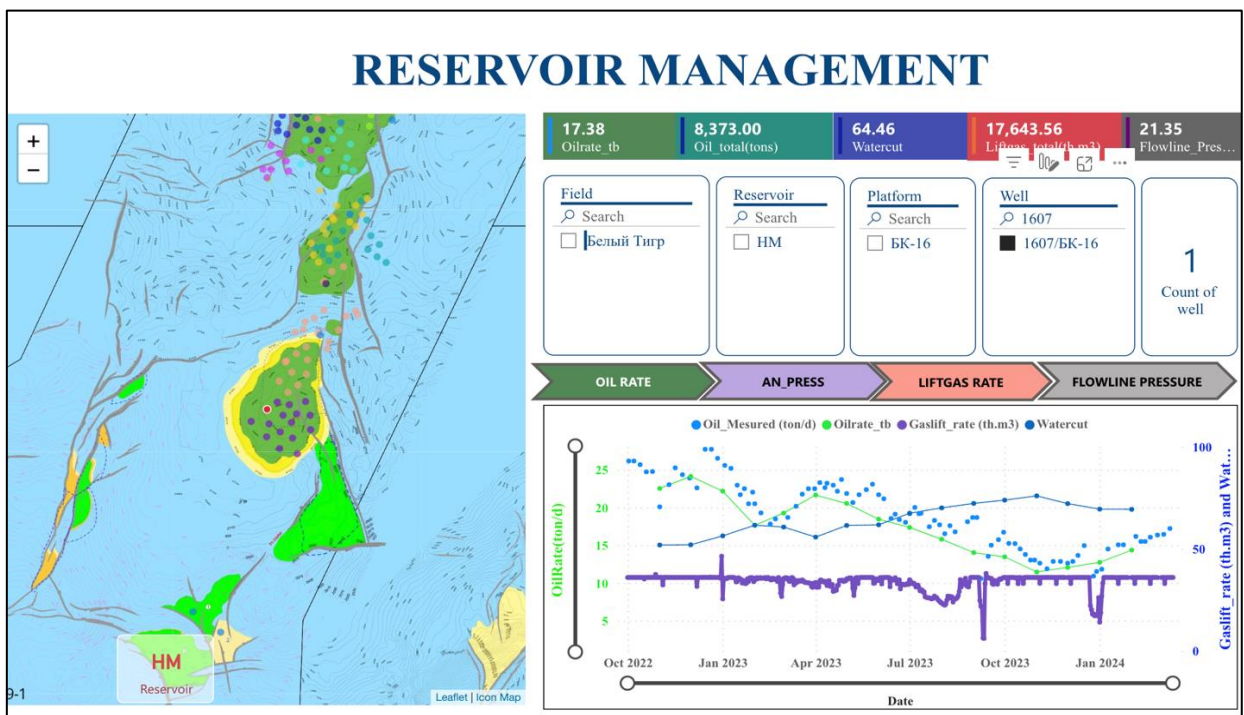 RESERVOIR MANAGEMENT
+
−
17.38
Oilrate_tb
8,373.00
Oil_total(tons)
64.46
Watercut
17,643.56
Liftgas_total(th.m3)
21.35
Flowline_Pres...
Field
Search
Белый Тигр
Reservoir
Search
НМ
Platform
Search
БК-16
Well
1607
1607/БК-16
1
Count of
well
OIL RATE
AN_PRESS
LIFTGAS RATE
FLOWLINE PRESSURE
Oil_Mesured (ton/d) Oilrate_tb Gaslift_rate (th.m3) Watercut
OilRate(ton/d)
25
20
15
10
5
100
50
0
Gaslift_rate (th.m3) and Wat...
Oct 2022 Jan 2023 Apr 2023 Jul 2023 Oct 2023 Jan 2024
Date
НМ
Reservoir
9-1
Leaflet | Icon Map